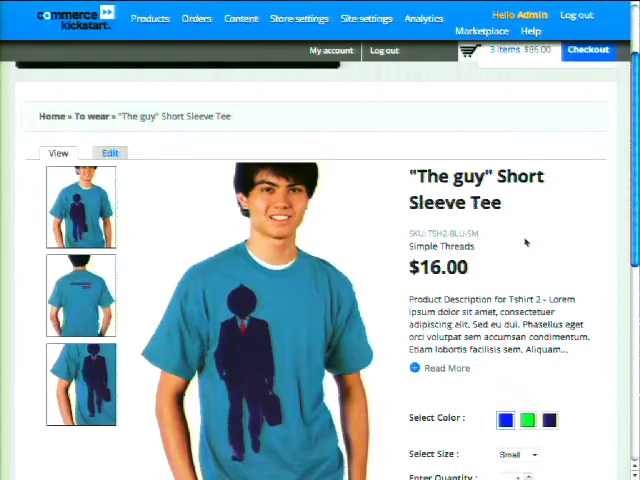 commerce kickstart. Products Orders Content Store settings Site settings Analytics Hello Admin Log out
Marketplace Help
My account Log out 3 items $86.00 Checkout
Home » To wear » "The guy" Short Sleeve Tee
View Edit
"The guy" Short
Sleeve Tee
SKU: TSH2-BLU-SM
Simple Threads
$16.00
Product Description for Tshirt 2 - Lorem
ipsum dolor sit amet, consectetuer
adipiscing elit. Sed eu dui. Phasellus eget
orci volutpat sem accumsan condimentum.
Etiam lobortis facilisis sem. Aliquam...
Read More
Select Color :
Select Size : Small
Enter Quantity :